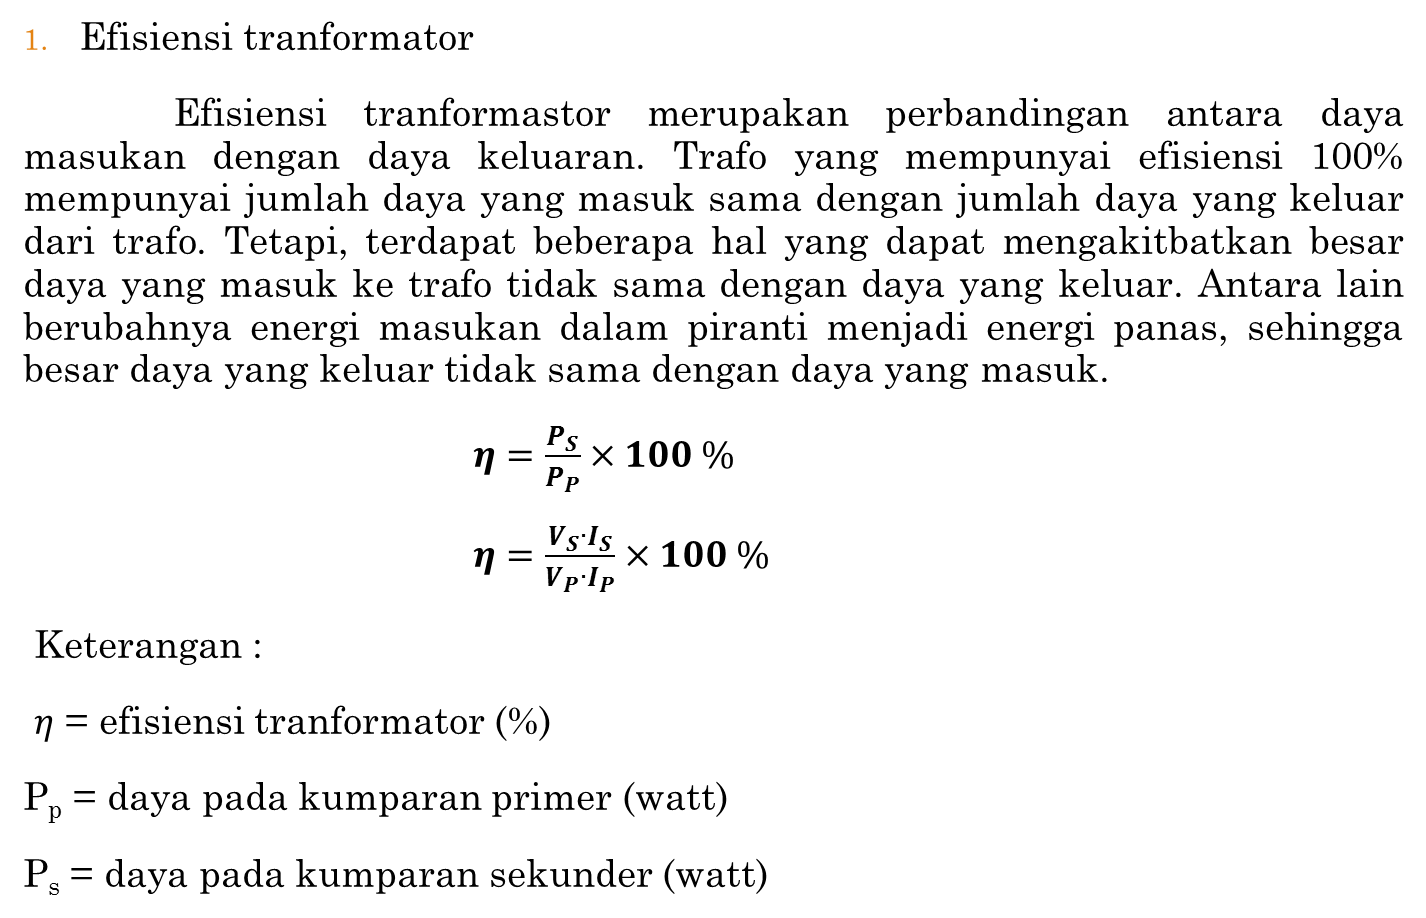 1. Efisiensi tranformator
Efisiensi tranformastor merupakan perbandingan antara daya
masukan dengan daya keluaran. Trafo yang mempunyai efisiensi 100%
mempunyai jumlah daya yang masuk sama dengan jumlah daya yang keluar
dari trafo. Tetapi, terdapat beberapa hal yang dapat mengakitbatkan besar
daya yang masuk ke trafo tidak sama dengan daya yang keluar. Antara lain
berubahnya energi masukan dalam piranti menjadi energi panas, sehingga
besar daya yang keluar tidak sama dengan daya yang masuk.
η = P_S / P_P × 100 %
η = V_S·I_S / V_P·I_P × 100 %
Keterangan :
η = efisiensi tranformator (%)
P_p = daya pada kumparan primer (watt)
P_s = daya pada kumparan sekunder (watt)